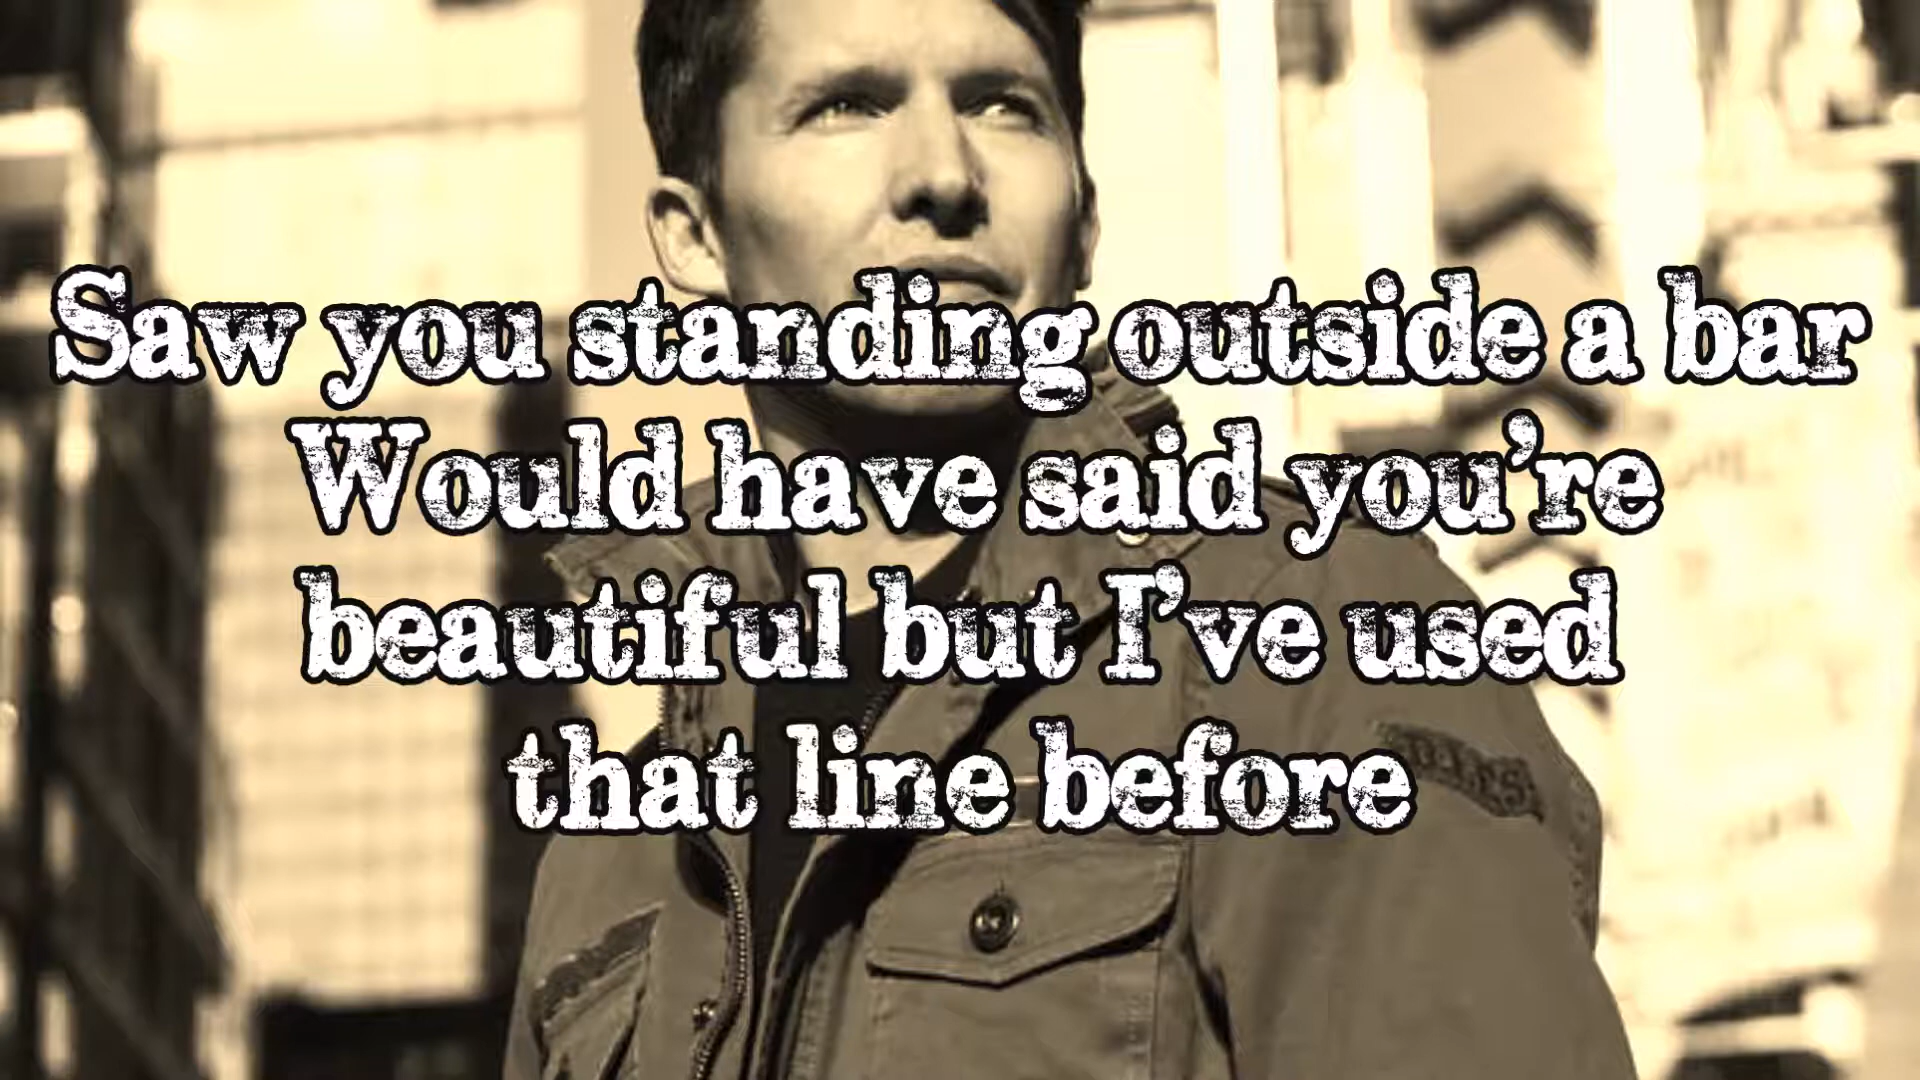 Saw you standing outside a bar
Would have said you're
beautiful but I've used
that line before